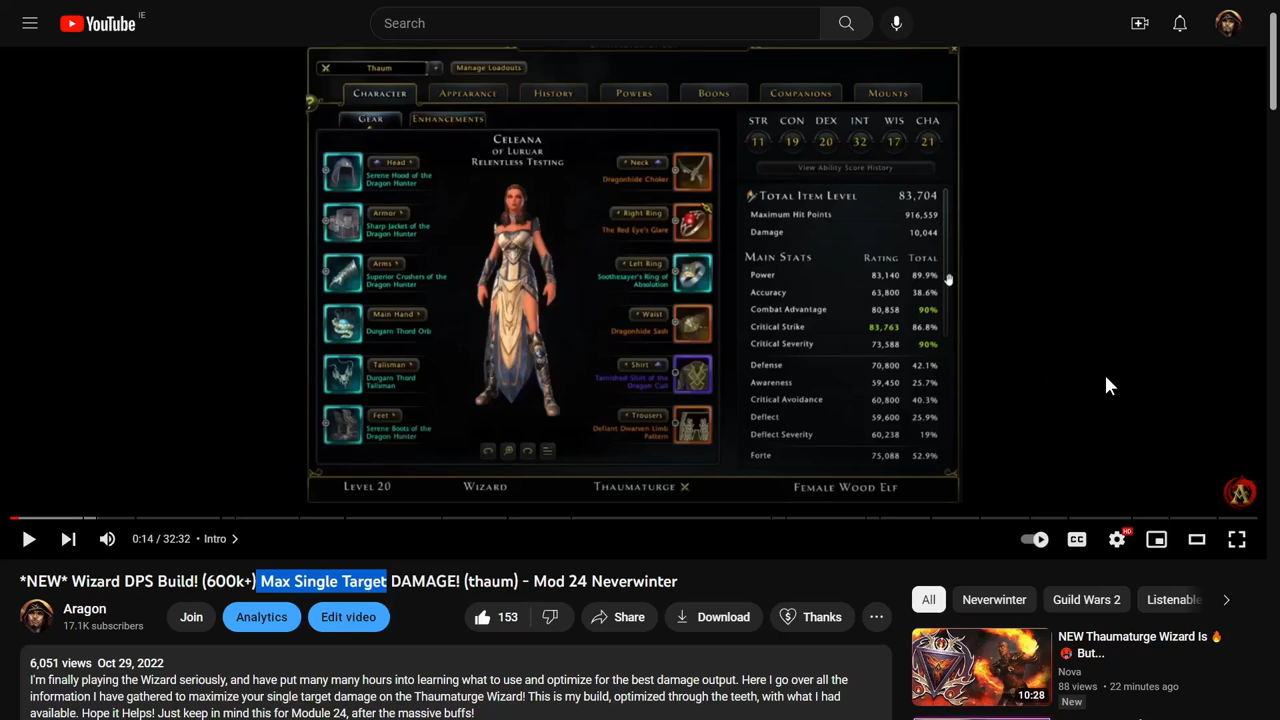 YouTube IE
Search
Thaum Manage Loadouts
Character Appearance History Powers Boons Companions Mounts
Gear Enhancements
Celeana
of Luruar
Relentless Testing
Head
Serene Hood of the
Dragon Hunter
Armor
Sharp Jacket of the
Dragon Hunter
Arms
Superior Crushers of the
Dragon Hunter
Main Hand
Durgarn Thord Orb
Talisman
Durgarn Thord
Talisman
Feet
Serene Boots of the
Dragon Hunter
Neck
Dragonhide Choker
Right Ring
The Red Eye's Glare
Left Ring
Soothesayer's Ring of
Absolution
Waist
Dragonhide Sash
Shirt
Tarnished Shirt of the
Dragon Cult
Trousers
Defiant Dwarven Limb
Pattern
STR CON DEX INT WIS CHA
11 19 20 32 17 21
View Ability Score History
Total Item Level 83,704
Maximum Hit Points 916,559
Damage 10,044
Main Stats Rating Total
Power 83,140 89.9%
Accuracy 63,800 38.6%
Combat Advantage 80,858 90%
Critical Strike 83,763 86.8%
Critical Severity 73,588 90%
Defense 70,800 42.1%
Awareness 59,450 25.7%
Critical Avoidance 60,800 40.3%
Deflect 59,600 25.9%
Deflect Severity 60,238 19%
Forte 75,088 52.9%
Level 20 Wizard Thaumaturge Female Wood Elf
0:14 / 32:32 • Intro
CC HD
*NEW* Wizard DPS Build! (600k+) Max Single Target DAMAGE! (thaum) - Mod 24 Neverwinter
Aragon
17.1K subscribers
Join Analytics Edit video 153 Share Download Thanks
6,051 views Oct 29, 2022
I'm finally playing the Wizard seriously, and have put many many hours into learning what to use and optimize for the best damage output. Here I go over all the
information I have gathered to maximize your single target damage on the Thaumaturge Wizard! This is my build, optimized through the teeth, with what I had
available. Hope it Helps! Just keep in mind this for Module 24, after the massive buffs!
All Neverwinter Guild Wars 2 Listenable
NEW Thaumaturge Wizard Is 🔥
🥵 But...
Nova
88 views • 22 minutes ago
New
10:28